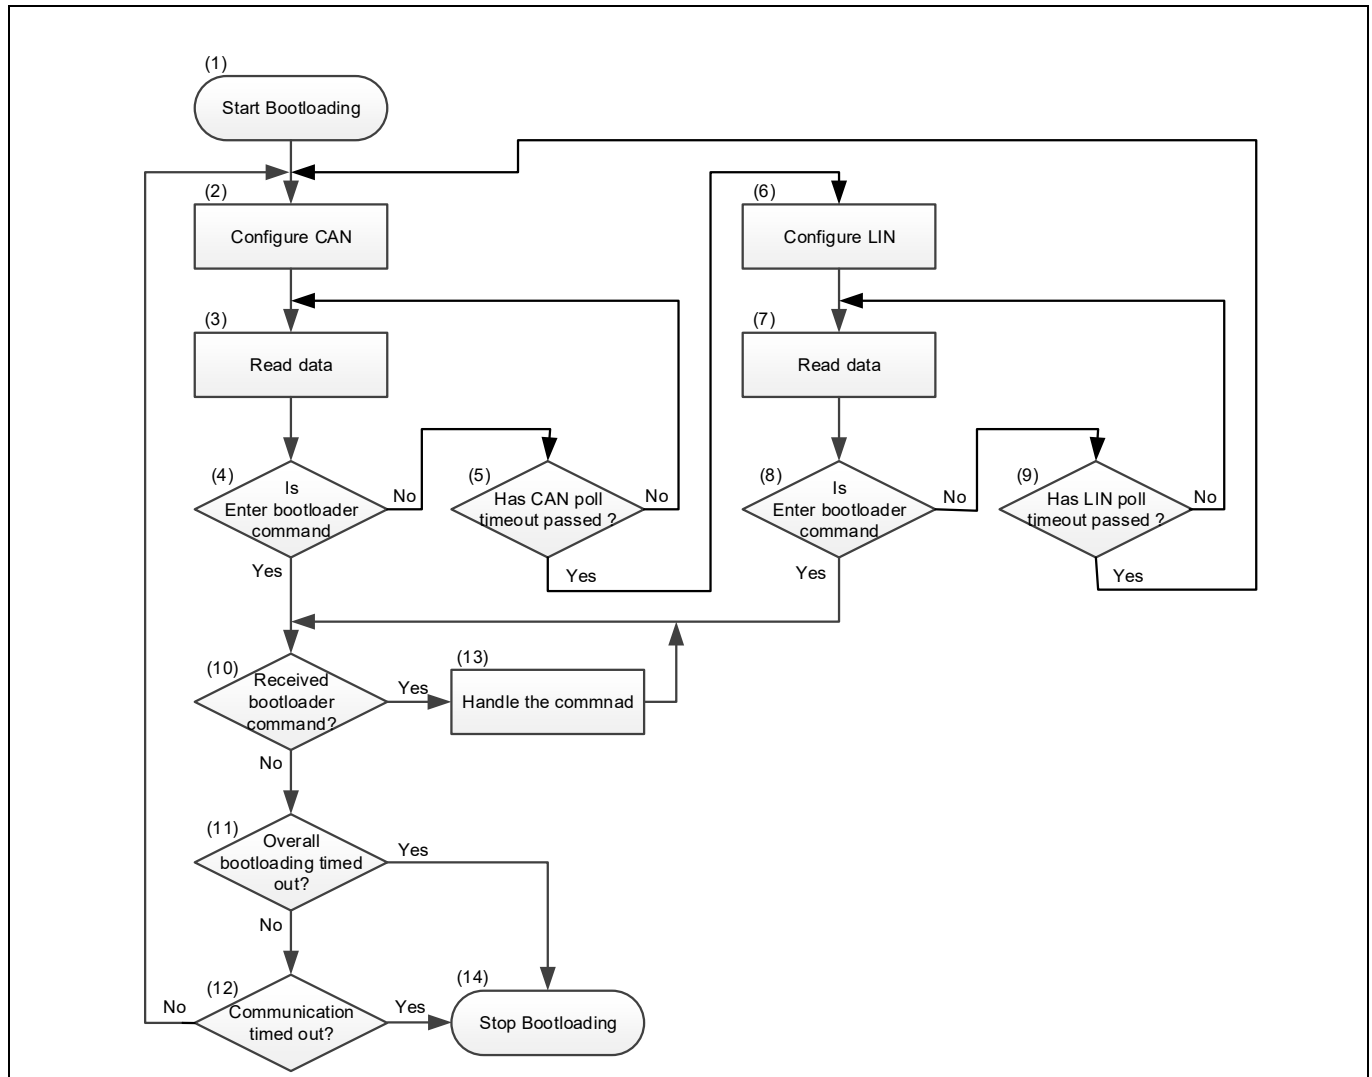 (1)
Start Bootloading
(2)
Configure CAN
(6)
Configure LIN
(3)
Read data
(7)
Read data
(4)
Is
Enter bootloader
command
No
Yes
(5)
Has CAN poll
timeout passed ?
No
Yes
(8)
Is
Enter bootloader
command
No
Yes
(9)
Has LIN poll
timeout passed ?
No
Yes
(10)
Received
bootloader
command?
Yes
No
(13)
Handle the commnad
(11)
Overall
bootloading timed
out?
Yes
No
(12)
Communication
timed out?
No
Yes
(14)
Stop Bootloading